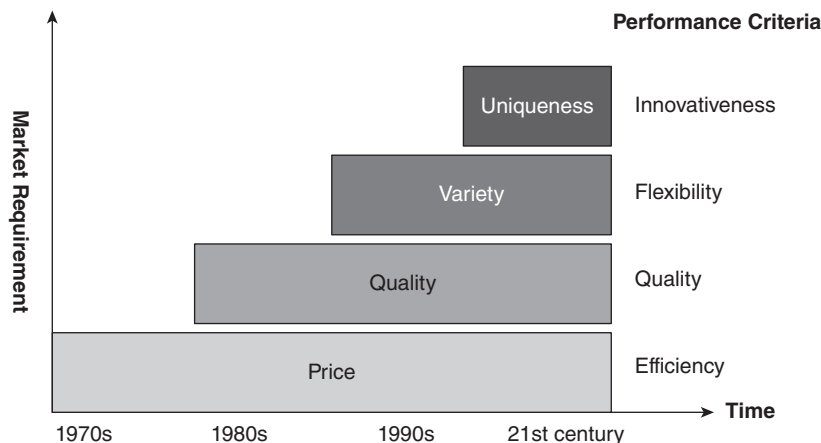 Performance Criteria
Market Requirement
Uniqueness
Innovativeness
Variety
Flexibility
Quality
Quality
Price
Efficiency
Time
1970s
1980s
1990s
21st century